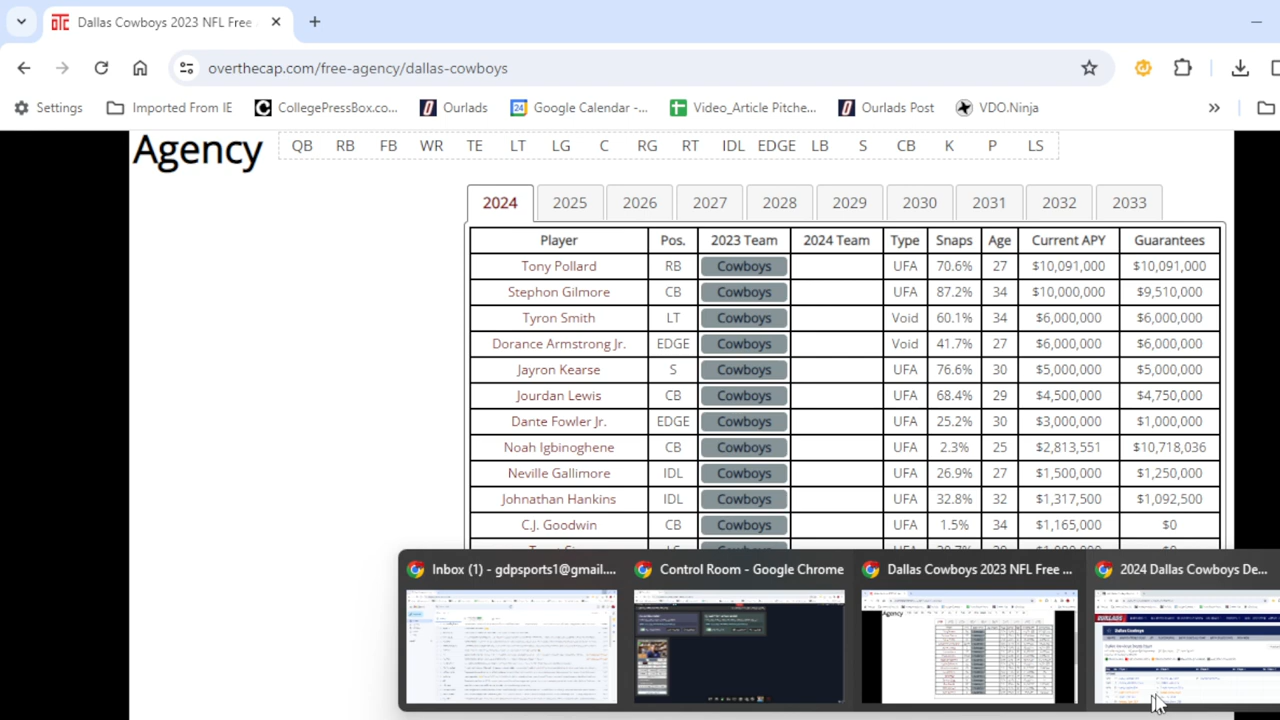 Dallas Cowboys 2023 NFL Free
overthecap.com/free-agency/dallas-cowboys
Settings Imported From IE CollegePressBox.co... Ourlads Google Calendar -... Video_Article Pitche... Ourlads Post VDO.Ninja »
Agency QB RB FB WR TE LT LG C RG RT IDL EDGE LB S CB K P LS
2024 2025 2026 2027 2028 2029 2030 2031 2032 2033
Player Pos. 2023 Team 2024 Team Type Snaps Age Current APY Guarantees
Tony Pollard RB Cowboys UFA 70.6% 27 $10,091,000 $10,091,000
Stephon Gilmore CB Cowboys UFA 87.2% 34 $10,000,000 $9,510,000
Tyron Smith LT Cowboys Void 60.1% 34 $6,000,000 $6,000,000
Dorance Armstrong Jr. EDGE Cowboys Void 41.7% 27 $6,000,000 $6,000,000
Jayron Kearse S Cowboys UFA 76.6% 30 $5,000,000 $5,000,000
Jourdan Lewis CB Cowboys UFA 68.4% 29 $4,500,000 $4,750,000
Dante Fowler Jr. EDGE Cowboys UFA 25.2% 30 $3,000,000 $1,000,000
Noah Igbinoghene CB Cowboys UFA 2.3% 25 $2,813,551 $10,718,036
Neville Gallimore IDL Cowboys UFA 26.9% 27 $1,500,000 $1,250,000
Johnathan Hankins IDL Cowboys UFA 32.8% 32 $1,317,500 $1,092,500
C.J. Goodwin CB Cowboys UFA 1.5% 34 $1,165,000 $0
Inbox (1) - gdpsports1@gmail.... Control Room - Google Chrome Dallas Cowboys 2023 NFL Free ... 2024 Dallas Cowboys De...